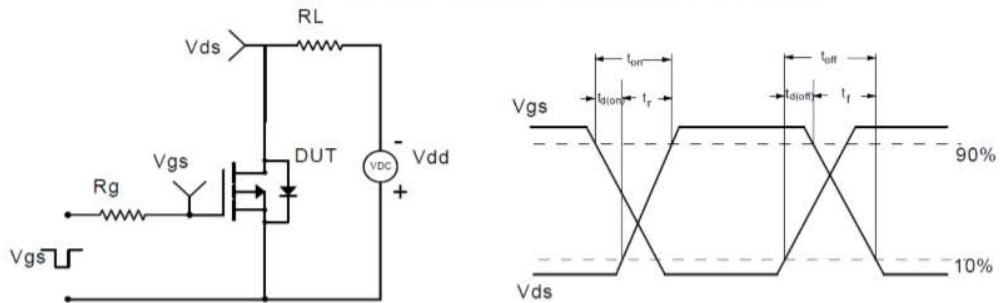 RL
Vds
ton
toff
td(on)
tr
td(off)
tf
Vgs
90%
-
Vdd
+
VDC
DUT
Vgs
Rg
Vgs
10%
Vds